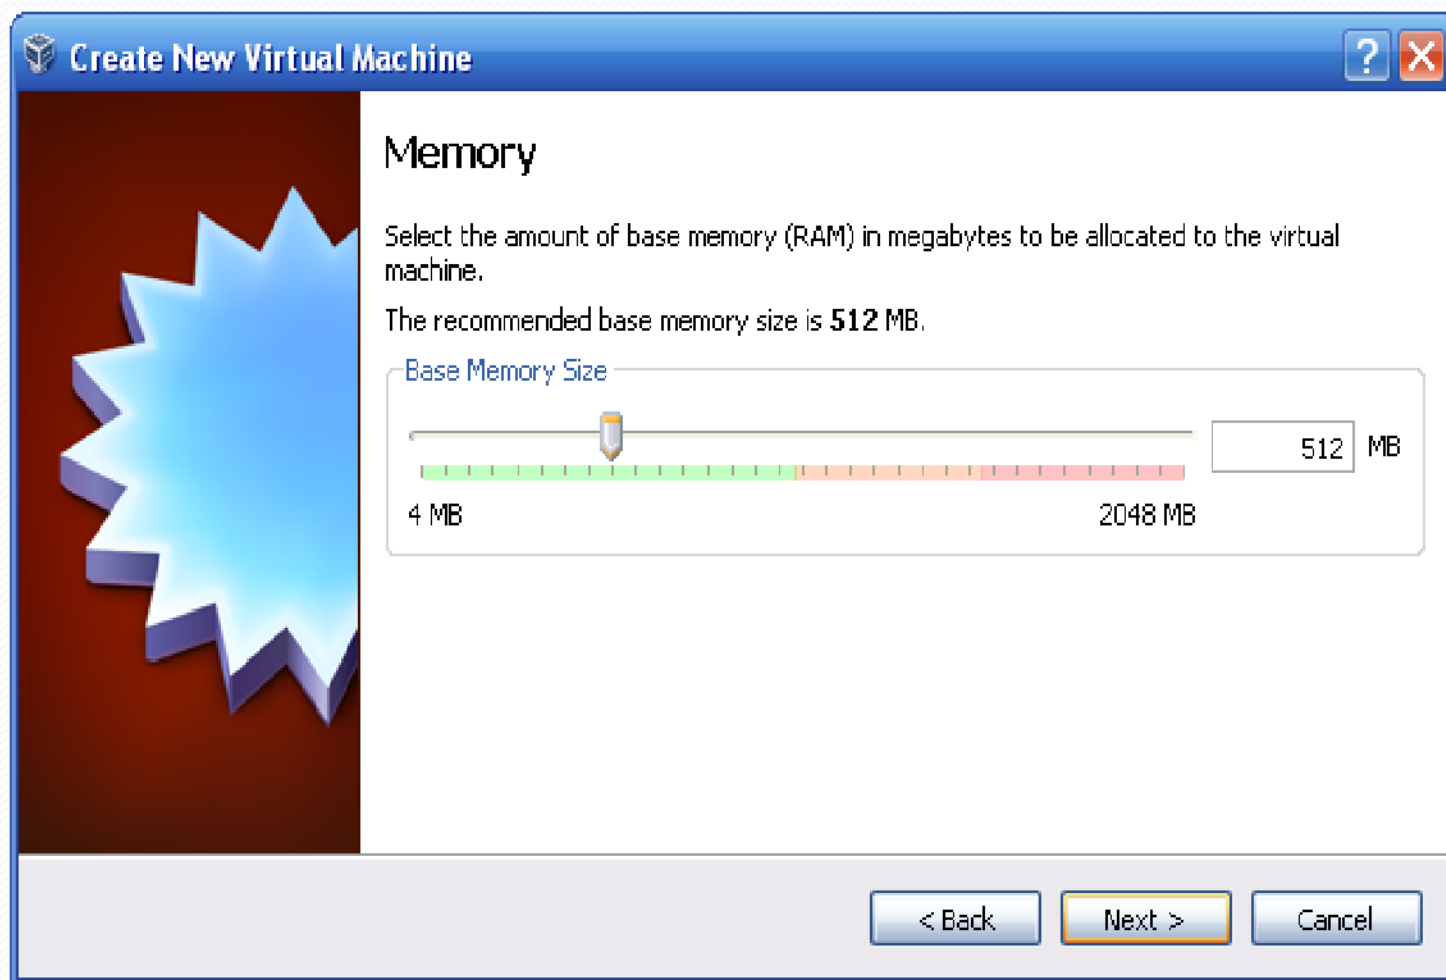 Create New Virtual Machine
?
Memory
Select the amount of base memory (RAM) in megabytes to be allocated to the virtual
machine.
The recommended base memory size is 512 MB.
Base Memory Size
512 MB
4 MB 2048 MB
< Back Next > Cancel